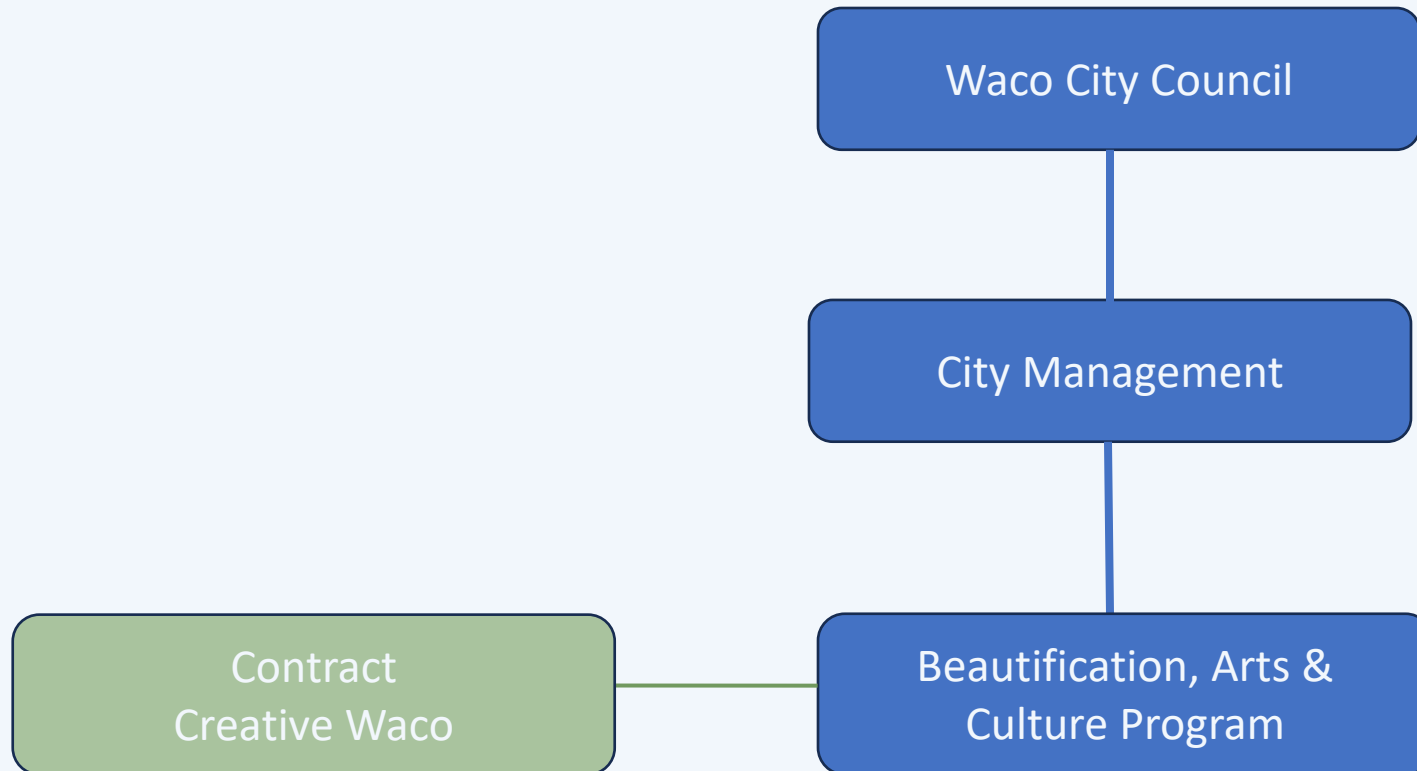 Waco City Council
City Management
Contract
Creative Waco
Beautification, Arts &
Culture Program